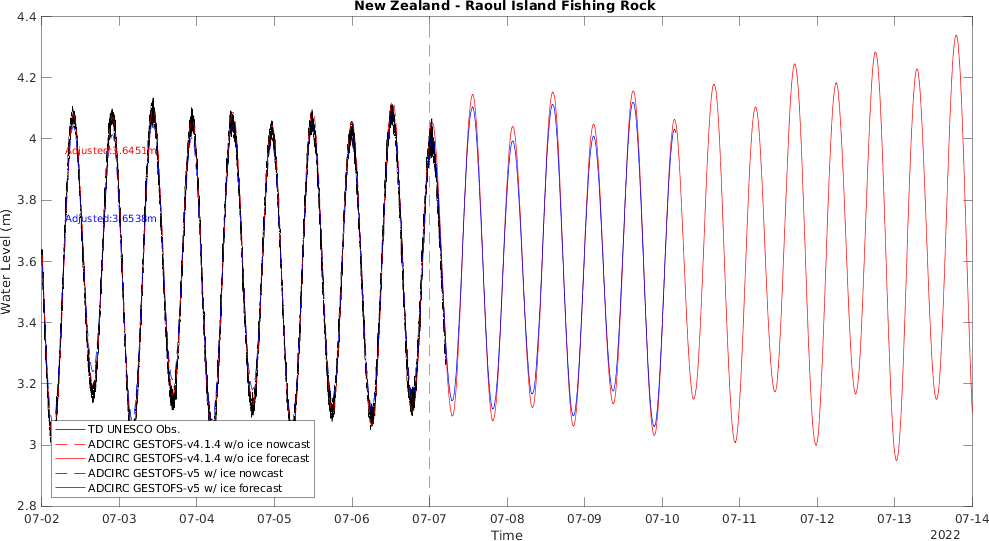 New Zealand - Raoul Island Fishing Rock
4.4
4.2
4
3.8
3.6
3.4
3.2
3
2.8
Water Level (m)
Adjusted:3.6451m
Adjusted:3.6538m
TD UNESCO Obs.
ADCIRC GESTOFS-v4.1.4 w/o ice nowcast
ADCIRC GESTOFS-v4.1.4 w/o ice forecast
ADCIRC GESTOFS-v5 w/ ice nowcast
ADCIRC GESTOFS-v5 w/ ice forecast
07-02 07-03 07-04 07-05 07-06 07-07 07-08 07-09 07-10 07-11 07-12 07-13 07-14
Time
2022